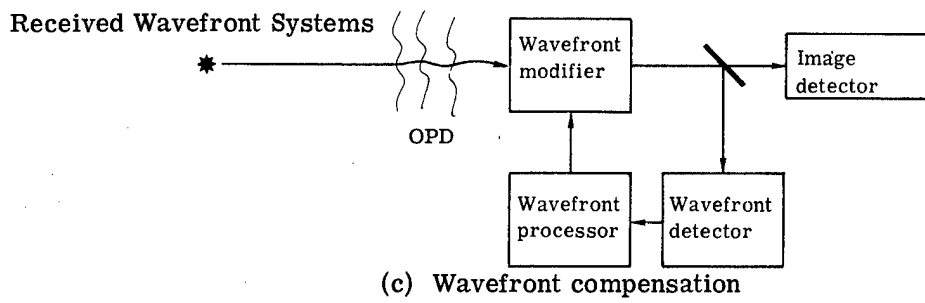 Received Wavefront Systems
OPD
Wavefront
modifier
Image
detector
Wavefront
processor
Wavefront
detector
(c) Wavefront compensation